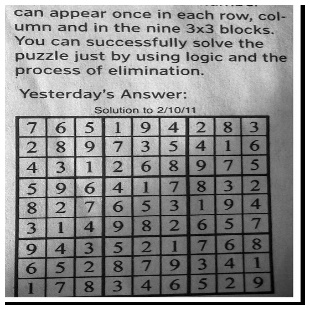 can appear once in each row, col-
umn and in the nine 3x3 blocks.
You can successfully solve the
puzzle just by using logic and the
process of elimination.
Yesterday's Answer:
Solution to 2/10/11
7 6 5 1 9 4 2 8 3
2 8 9 7 3 5 4 1 6
4 3 1 2 6 8 9 7 5
5 9 6 4 1 7 8 3 2
8 2 7 6 5 3 1 9 4
3 1 4 9 8 2 6 5 7
9 4 3 5 2 1 7 6 8
6 5 2 8 7 9 3 4 1
1 7 8 3 4 6 5 2 9